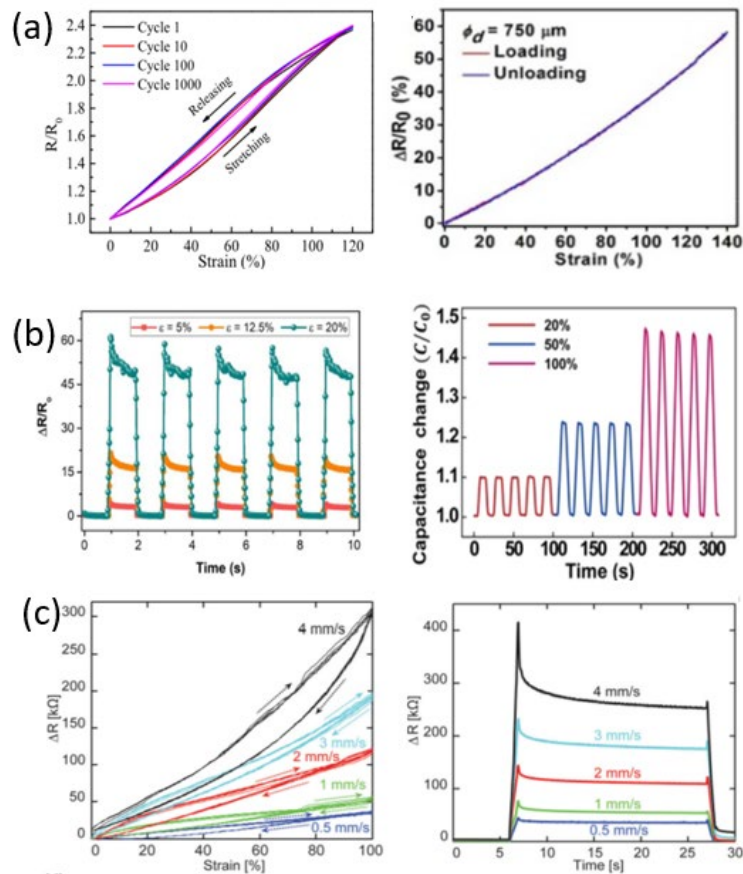 (a)
Cycle 1
Cycle 10
Cycle 100
Cycle 1000
Releasing
Stretching
R/R₀
2.4
2.2
2.0
1.8
1.6
1.4
1.2
1.0
0 20 40 60 80 100 120
Strain (%)
ϕd = 750 μm
Loading
Unloading
ΔR/R0 (%)
60
50
40
30
20
10
0
0 20 40 60 80 100 120 140
Strain (%)
(b)
ε = 5% ε = 12.5% ε = 20%
ΔR/Rₒ
60
45
30
15
0
0 2 4 6 8 10
Time (s)
20%
50%
100%
Capacitance change (C/C₀)
1.5
1.4
1.3
1.2
1.1
1.0
0 50 100 150 200 250 300
Time (s)
(c)
ΔR [kΩ]
300
250
200
150
100
50
0
4 mm/s
3 mm/s
2 mm/s
1 mm/s
0.5 mm/s
0 20 40 60 80 100
Strain [%]
ΔR [kΩ]
400
300
200
100
0
4 mm/s
3 mm/s
2 mm/s
1 mm/s
0.5 mm/s
0 5 10 15 20 25 30
Time [s]